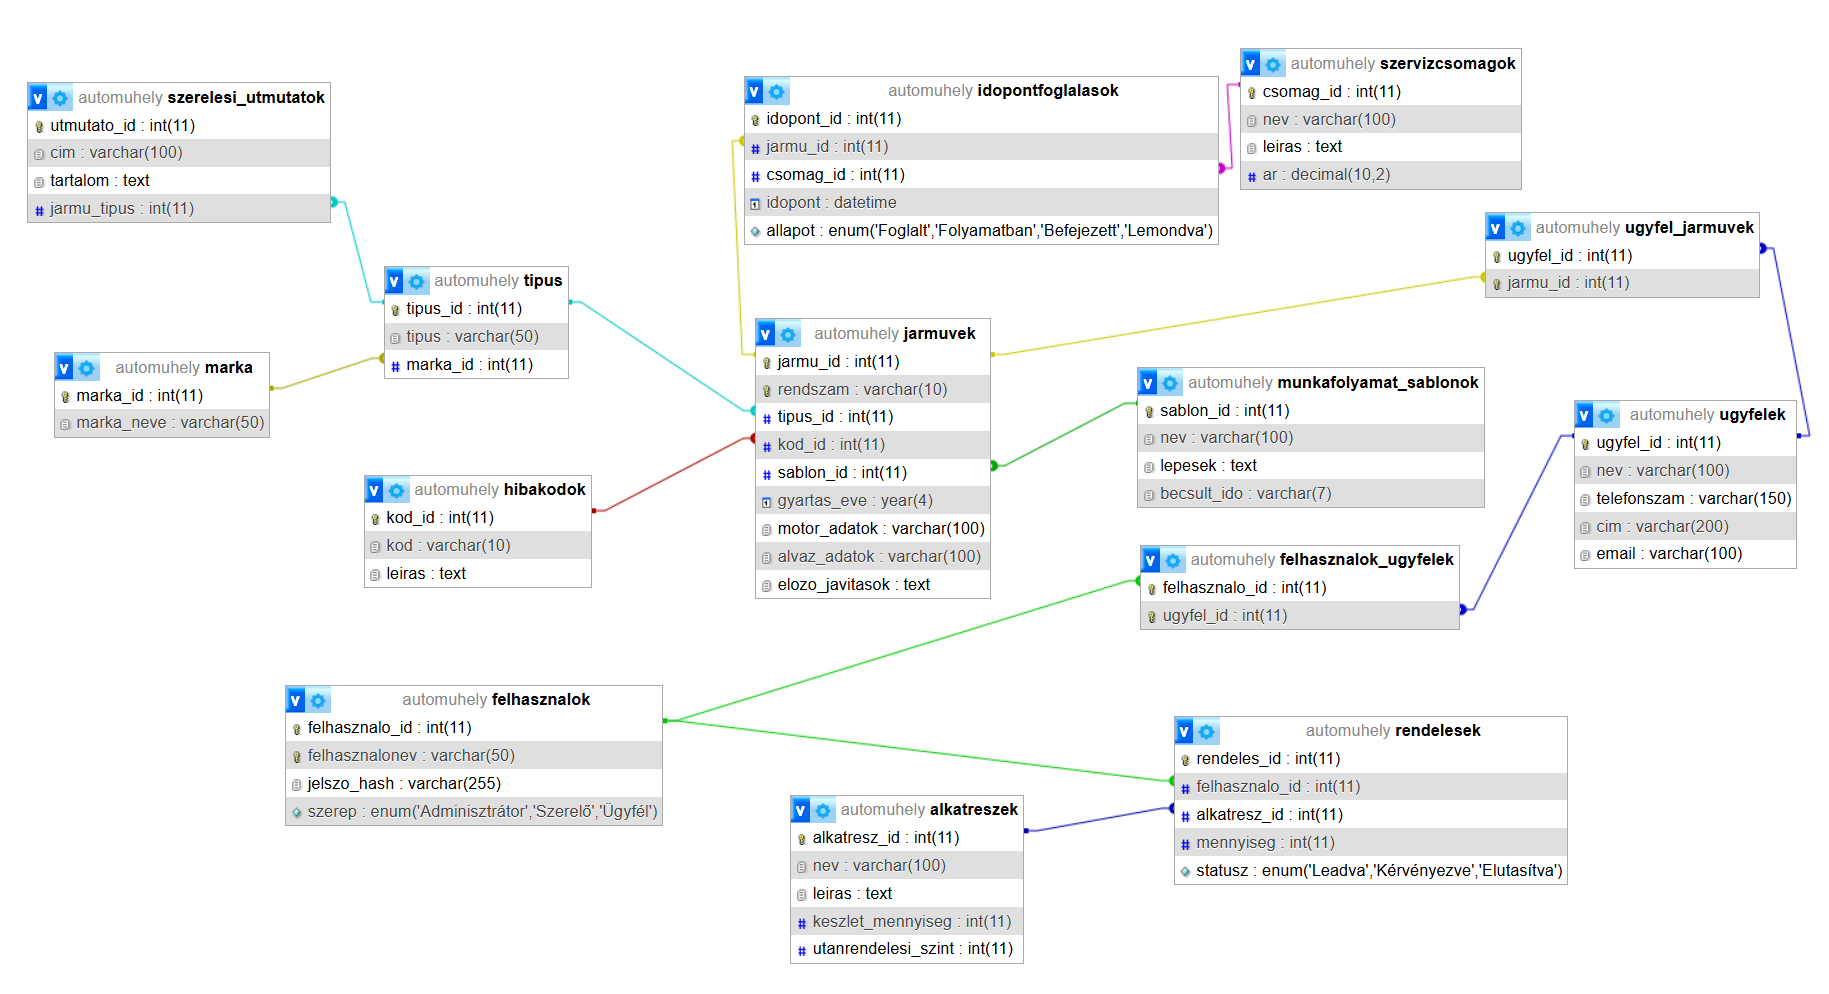 automuhely szerelesi_utmutatok
utmutato_id : int(11)
cim : varchar(100)
tartalom : text
jarmu_tipus : int(11)
automuhely marka
marka_id : int(11)
marka_neve : varchar(50)
automuhely tipus
tipus_id : int(11)
tipus : varchar(50)
marka_id : int(11)
automuhely hibakodok
kod_id : int(11)
kod : varchar(10)
leiras : text
automuhely idopontfoglalasok
idopont_id : int(11)
jarmu_id : int(11)
csomag_id : int(11)
idopont : datetime
allapot : enum('Foglalt','Folyamatban','Befejezett','Lemondva')
automuhely szervizcsomagok
csomag_id : int(11)
nev : varchar(100)
leiras : text
ar : decimal(10,2)
automuhely jarmuvek
jarmu_id : int(11)
rendszam : varchar(10)
tipus_id : int(11)
kod_id : int(11)
sablon_id : int(11)
gyartas_eve : year(4)
motor_adatok : varchar(100)
alvaz_adatok : varchar(100)
elozo_javitasok : text
automuhely ugyfel_jarmuvek
ugyfel_id : int(11)
jarmu_id : int(11)
automuhely munkafolyamat_sablonok
sablon_id : int(11)
nev : varchar(100)
lepesek : text
becsult_ido : varchar(7)
automuhely ugyfelek
ugyfel_id : int(11)
nev : varchar(100)
telefonszam : varchar(150)
cim : varchar(200)
email : varchar(100)
automuhely felhasznalok_ugyfelek
felhasznalo_id : int(11)
ugyfel_id : int(11)
automuhely felhasznalok
felhasznalo_id : int(11)
felhasznalonev : varchar(50)
jelszo_hash : varchar(255)
szerep : enum('Adminisztrátor','Szerelő','Ügyfél')
automuhely alkatreszek
alkatresz_id : int(11)
nev : varchar(100)
leiras : text
keszlet_mennyiseg : int(11)
utanrendelesi_szint : int(11)
automuhely rendelesek
rendeles_id : int(11)
felhasznalo_id : int(11)
alkatresz_id : int(11)
mennyiseg : int(11)
statusz : enum('Leadva','Kérvényezve','Elutasítva')